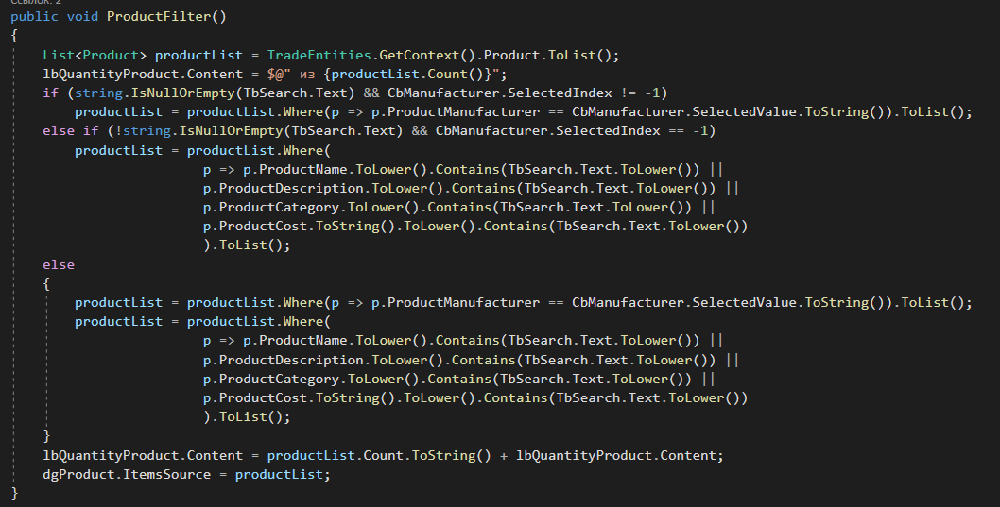 Ссылок: 2
public void ProductFilter()
{
    List<Product> productList = TradeEntities.GetContext().Product.ToList();
    lbQuantityProduct.Content = $@" из {productList.Count()}";
    if (string.IsNullOrEmpty(TbSearch.Text) && CbManufacturer.SelectedIndex != -1)
        productList = productList.Where(p => p.ProductManufacturer == CbManufacturer.SelectedValue.ToString()).ToList();
    else if (!string.IsNullOrEmpty(TbSearch.Text) && CbManufacturer.SelectedIndex == -1)
        productList = productList.Where(
                        p => p.ProductName.ToLower().Contains(TbSearch.Text.ToLower()) ||
                        p.ProductDescription.ToLower().Contains(TbSearch.Text.ToLower()) ||
                        p.ProductCategory.ToLower().Contains(TbSearch.Text.ToLower()) ||
                        p.ProductCost.ToString().ToLower().Contains(TbSearch.Text.ToLower())
                        ).ToList();
    else
    {
        productList = productList.Where(p => p.ProductManufacturer == CbManufacturer.SelectedValue.ToString()).ToList();
        productList = productList.Where(
                        p => p.ProductName.ToLower().Contains(TbSearch.Text.ToLower()) ||
                        p.ProductDescription.ToLower().Contains(TbSearch.Text.ToLower()) ||
                        p.ProductCategory.ToLower().Contains(TbSearch.Text.ToLower()) ||
                        p.ProductCost.ToString().ToLower().Contains(TbSearch.Text.ToLower())
                        ).ToList();
    }
    lbQuantityProduct.Content = productList.Count.ToString() + lbQuantityProduct.Content;
    dgProduct.ItemsSource = productList;
}